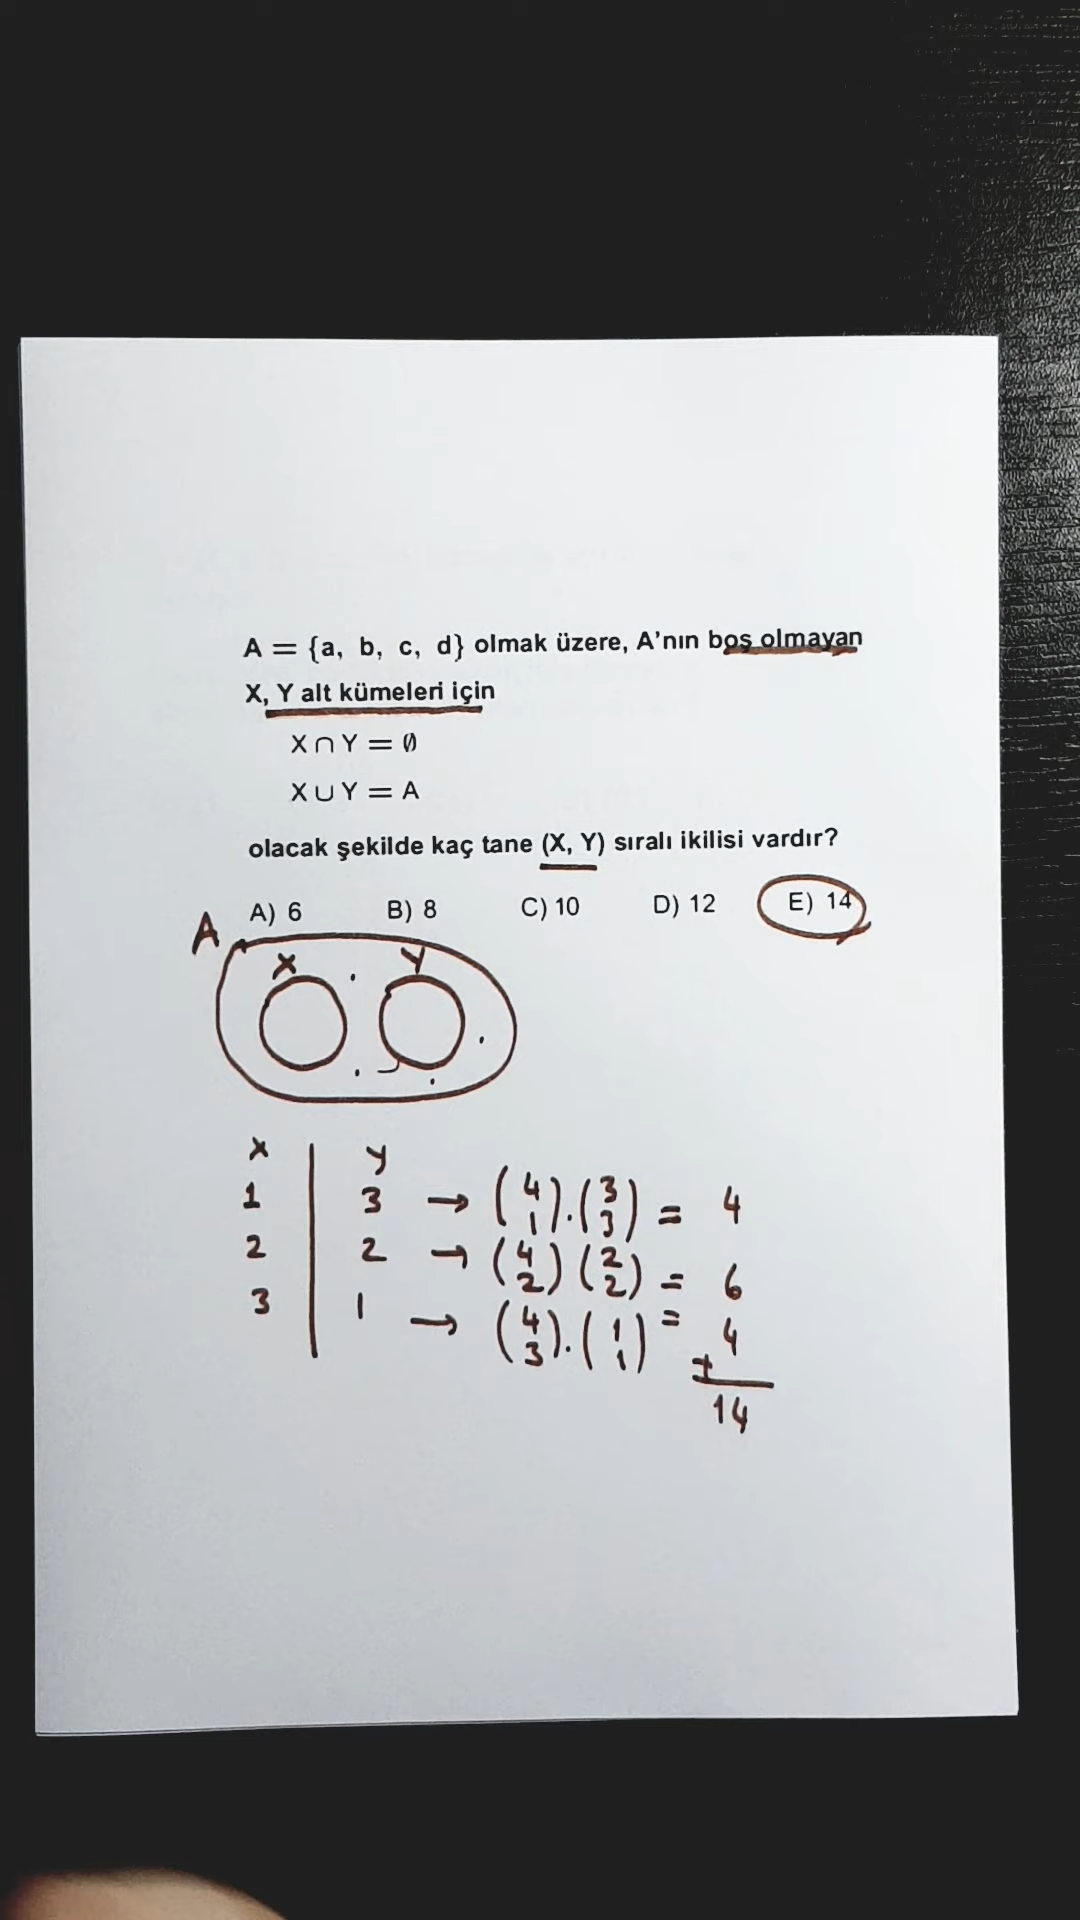 A = {a, b, c, d} olmak üzere, A'nın boş olmayan
X, Y alt kümeleri için
X∩Y = ∅
X∪Y = A
olacak şekilde kaç tane (X, Y) sıralı ikilisi vardır?
A) 6 B) 8 C) 10 D) 12 E) 14
A
X Y
x y
1 3 → (4 1).(3 3) = 4
2 2 → (4 2)(2 2) = 6
3 1 → (4 3).(1 1) = 4
+
14